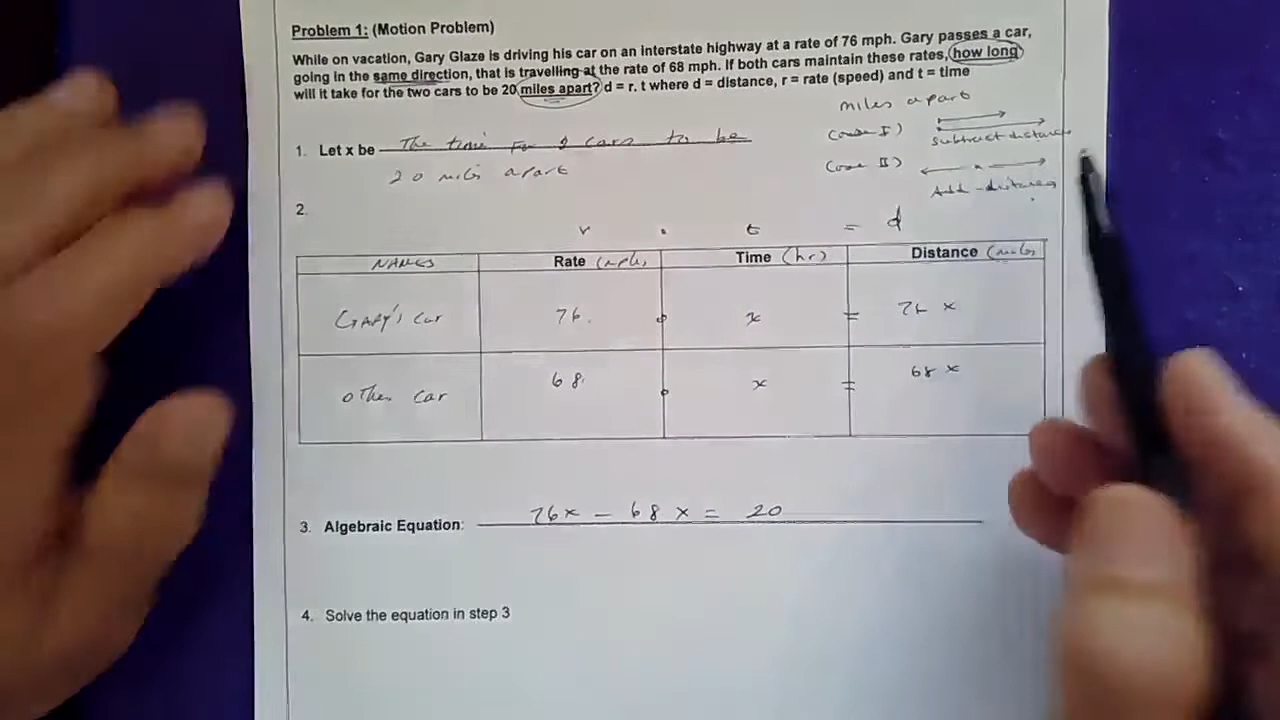 Problem 1: (Motion Problem)
While on vacation, Gary Glaze is driving his car on an interstate highway at a rate of 76 mph. Gary passes a car,
going in the same direction, that is travelling at the rate of 68 mph. If both cars maintain these rates, how long
will it take for the two cars to be 20 miles apart? d = r. t where d = distance, r = rate (speed) and t = time
miles apart
1. Let x be The time For 2 cars to be
20 miles apart
(case I)
subtract distance
(case II)
Add - distances
2.
r . t = d
NAMES Rate (mph) Time (hr) Distance (miles)
GARY'S Car 76 . x = 76 x
other car 68 . x = 68 x
3. Algebraic Equation: 76x - 68x = 20
4. Solve the equation in step 3